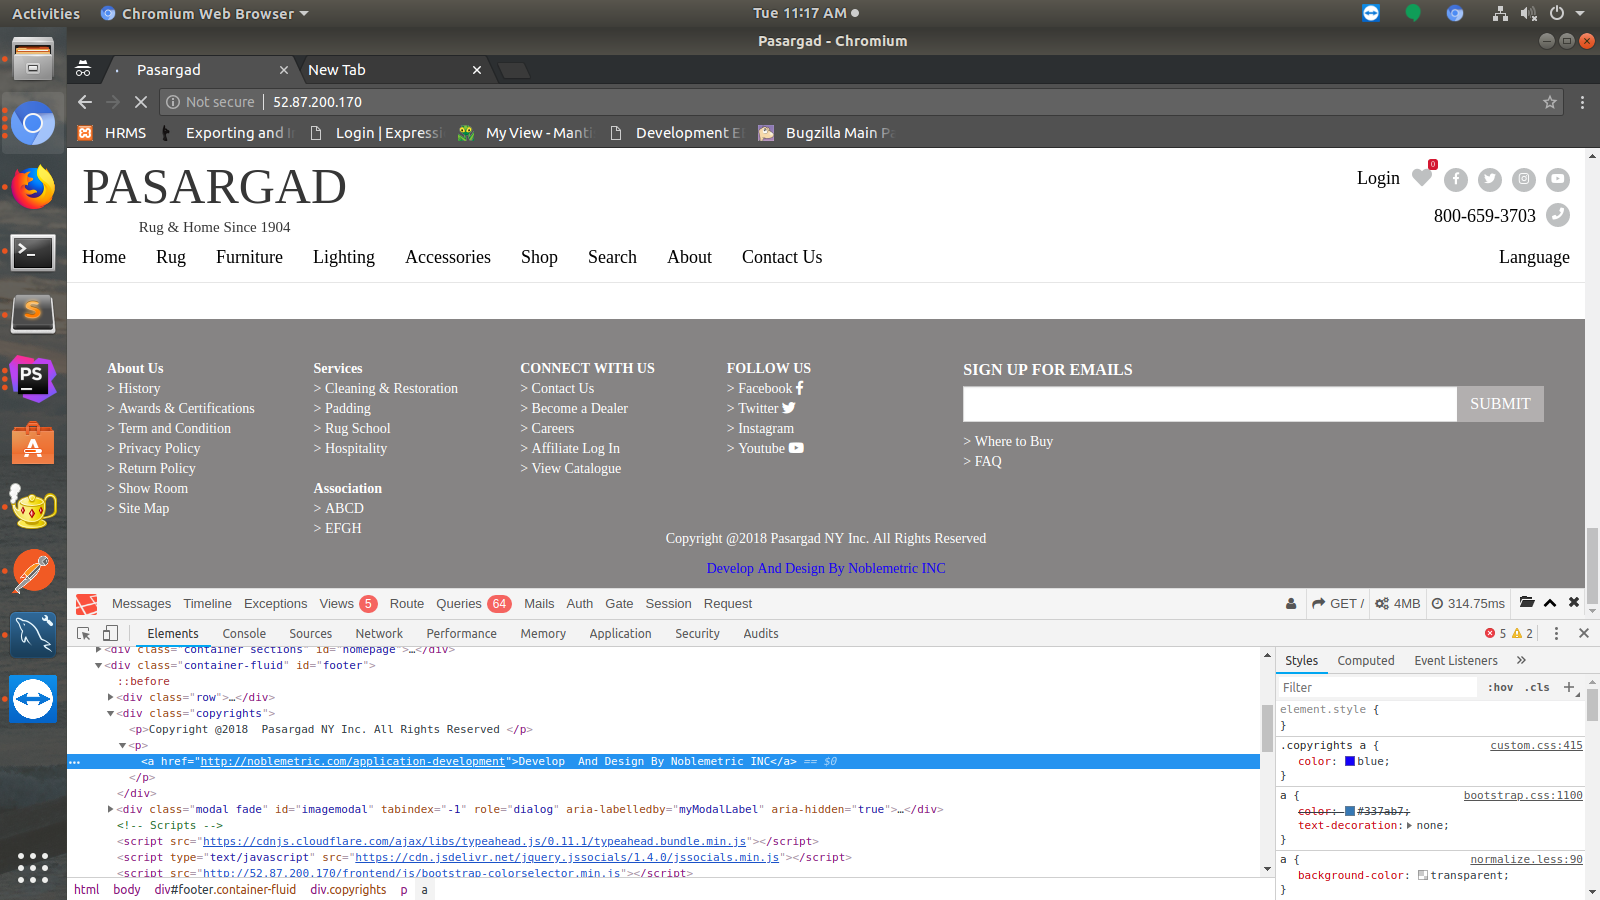 Activities Chromium Web Browser Tue 11:17 AM
Pasargad - Chromium
Pasargad New Tab
Not secure 52.87.200.170
HRMS Exporting and Login | Express My View - Mant Development Bugzilla Main
PASARGAD
Rug & Home Since 1904
Login 0
800-659-3703
Home Rug Furniture Lighting Accessories Shop Search About Contact Us Language
About Us
> History
> Awards & Certifications
> Term and Condition
> Privacy Policy
> Return Policy
> Show Room
> Site Map
Services
> Cleaning & Restoration
> Padding
> Rug School
> Hospitality
Association
> ABCD
> EFGH
CONNECT WITH US
> Contact Us
> Become a Dealer
> Careers
> Affiliate Log In
> View Catalogue
FOLLOW US
> Facebook
> Twitter
> Instagram
> Youtube
SIGN UP FOR EMAILS
SUBMIT
> Where to Buy
> FAQ
Copyright @2018 Pasargad NY Inc. All Rights Reserved
Develop And Design By Noblemetric INC
Messages Timeline Exceptions Views 5 Route Queries 64 Mails Auth Gate Session Request GET / 4MB 314.75ms
Elements Console Sources Network Performance Memory Application Security Audits 5 2
<div class="container sections" id="homepage">…</div>
<div class="container-fluid" id="footer">
::before
<div class="row">…</div>
<div class="copyrights">
<p>Copyright @2018  Pasargad NY Inc. All Rights Reserved </p>
<p>
<a href="http://noblemetric.com/application-development">Develop  And Design By Noblemetric INC</a> == $0
</p>
</div>
<div class="modal fade" id="imagemodal" tabindex="-1" role="dialog" aria-labelledby="myModalLabel" aria-hidden="true">…</div>
<!-- Scripts -->
<script src="https://cdnjs.cloudflare.com/ajax/libs/typeahead.js/0.11.1/typeahead.bundle.min.js"></script>
<script type="text/javascript" src="https://cdn.jsdelivr.net/jquery.jssocials/1.4.0/jssocials.min.js"></script>
<script src="http://52.87.200.170/frontend/js/bootstrap-colorselector.min.js"></script>
html body div#footer.container-fluid div.copyrights p a
Styles Computed Event Listeners »
Filter :hov .cls +
element.style {
}
.copyrights a { custom.css:415
color: blue;
}
a { bootstrap.css:1100
color: #337ab7;
text-decoration: none;
}
a { normalize.less:90
background-color: transparent;
}